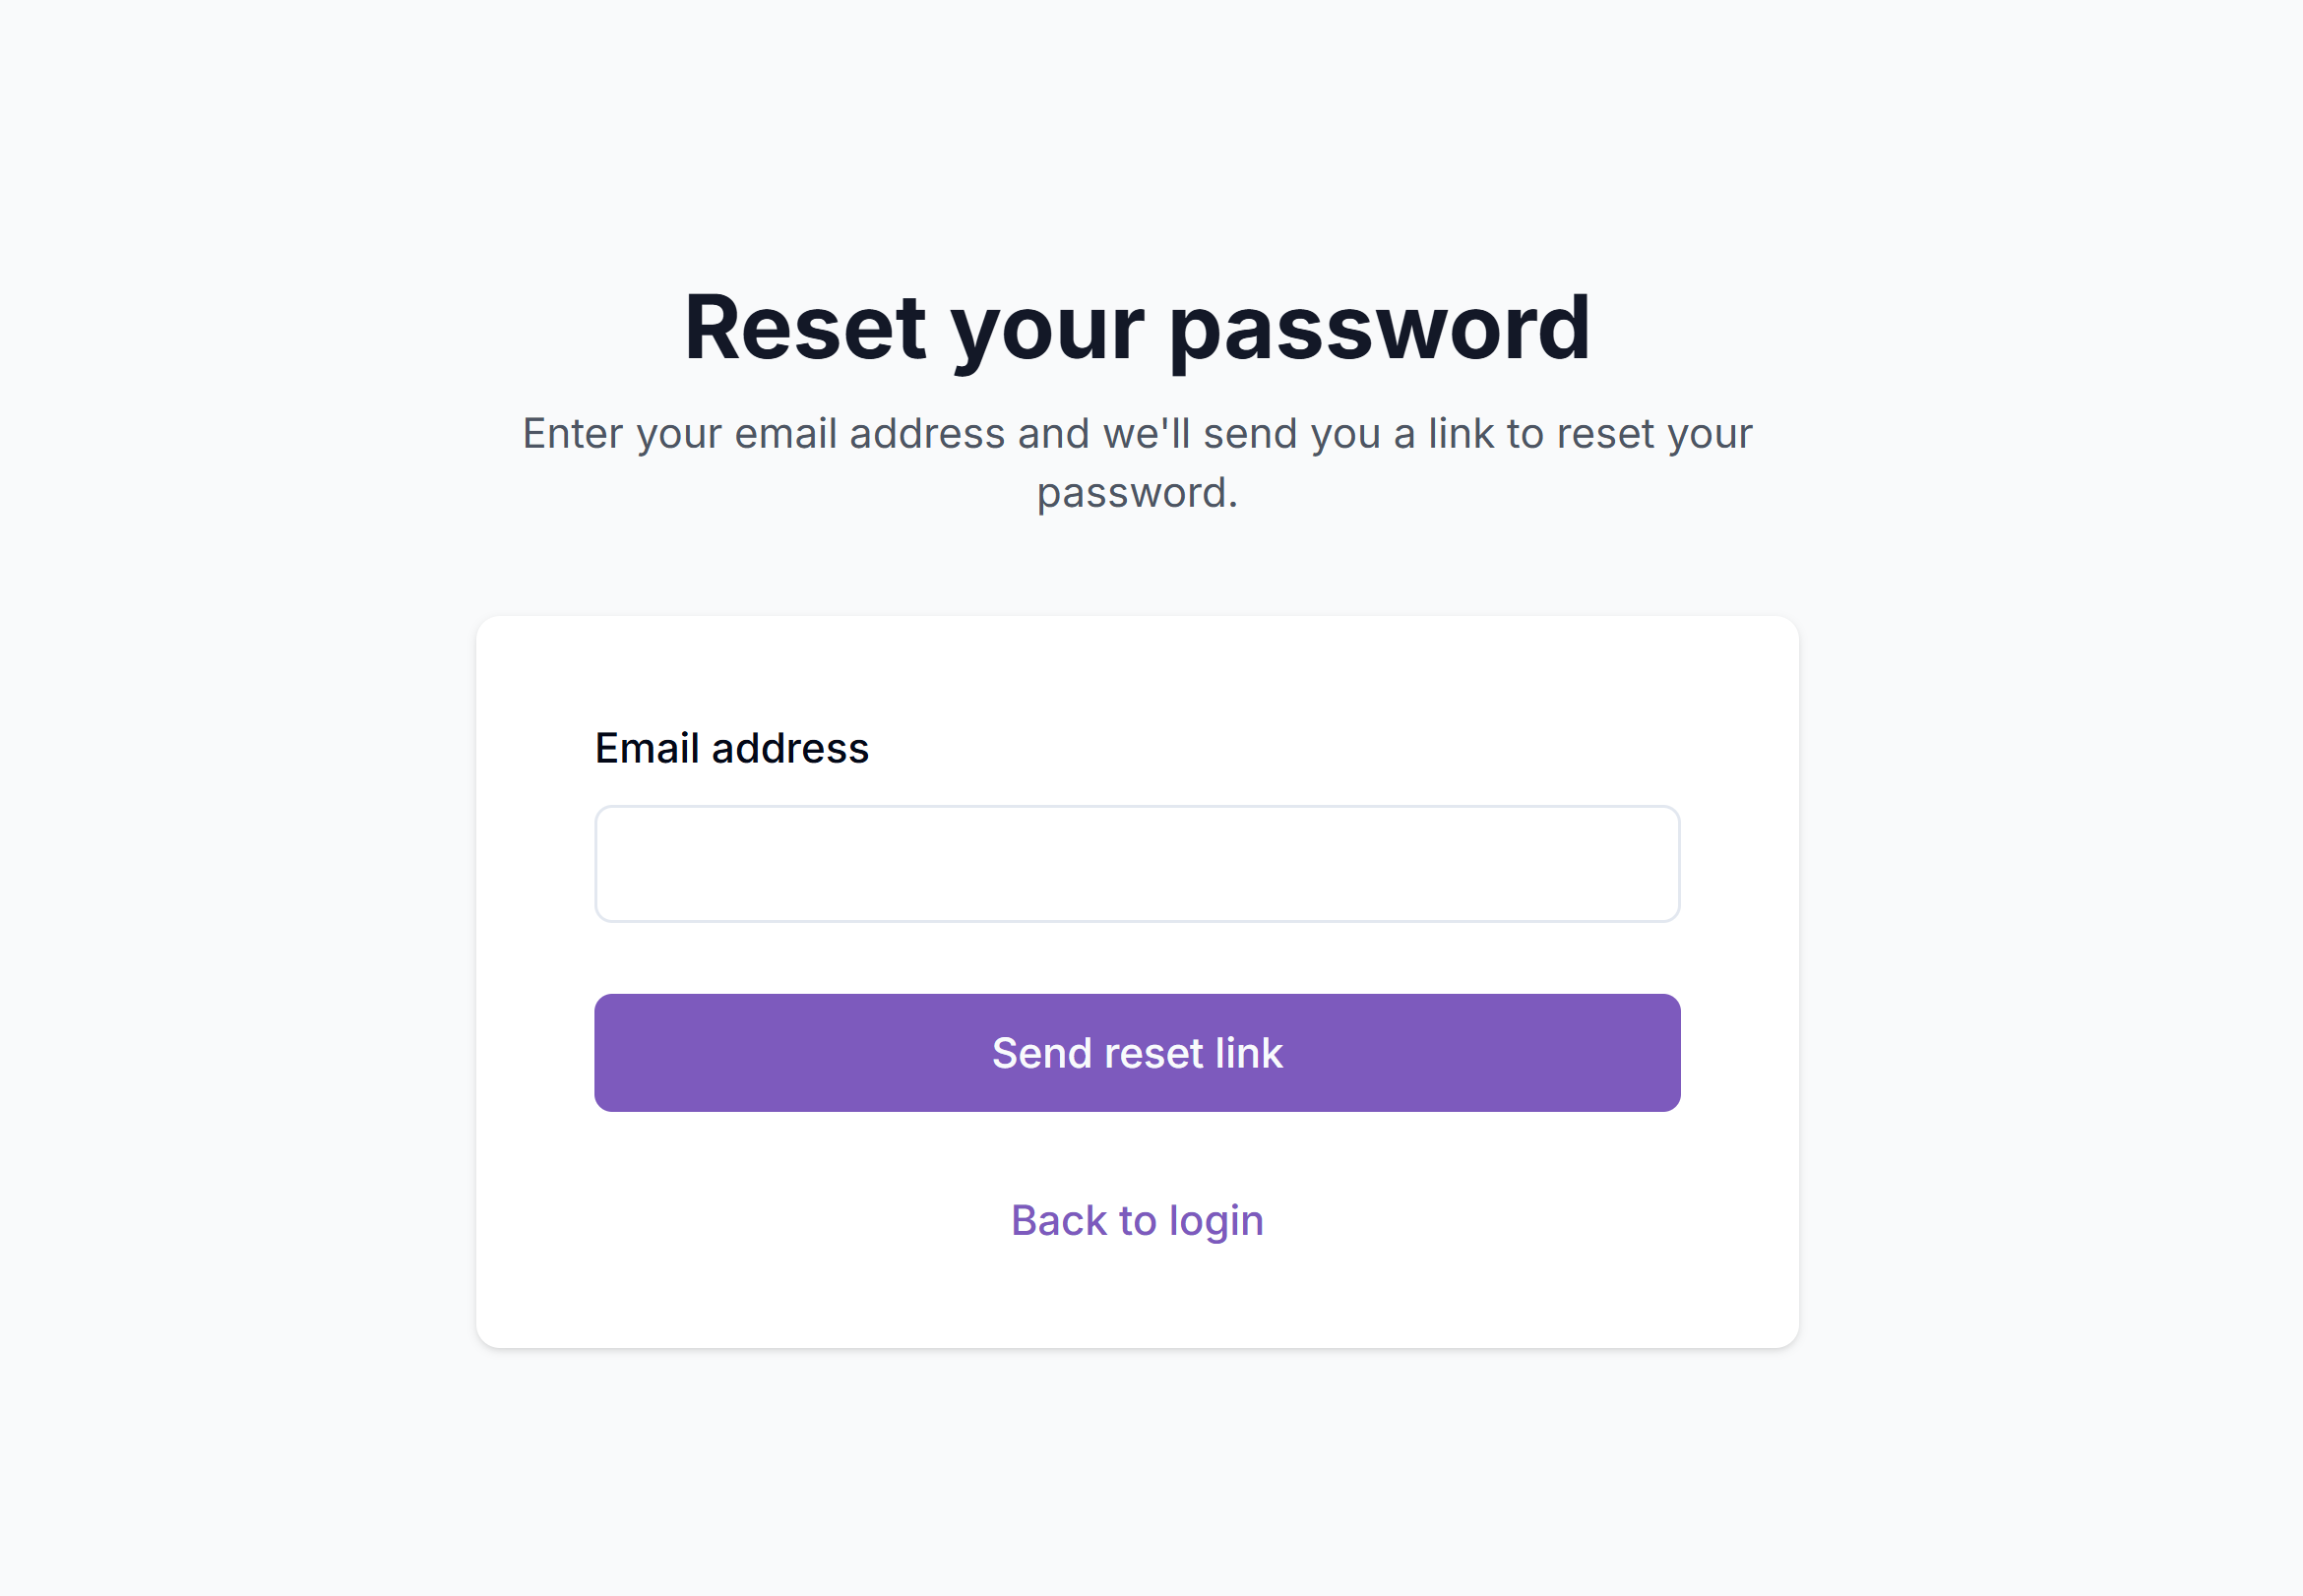 Reset your password
Enter your email address and we'll send you a link to reset your
password.
Email address
Send reset link
Back to login